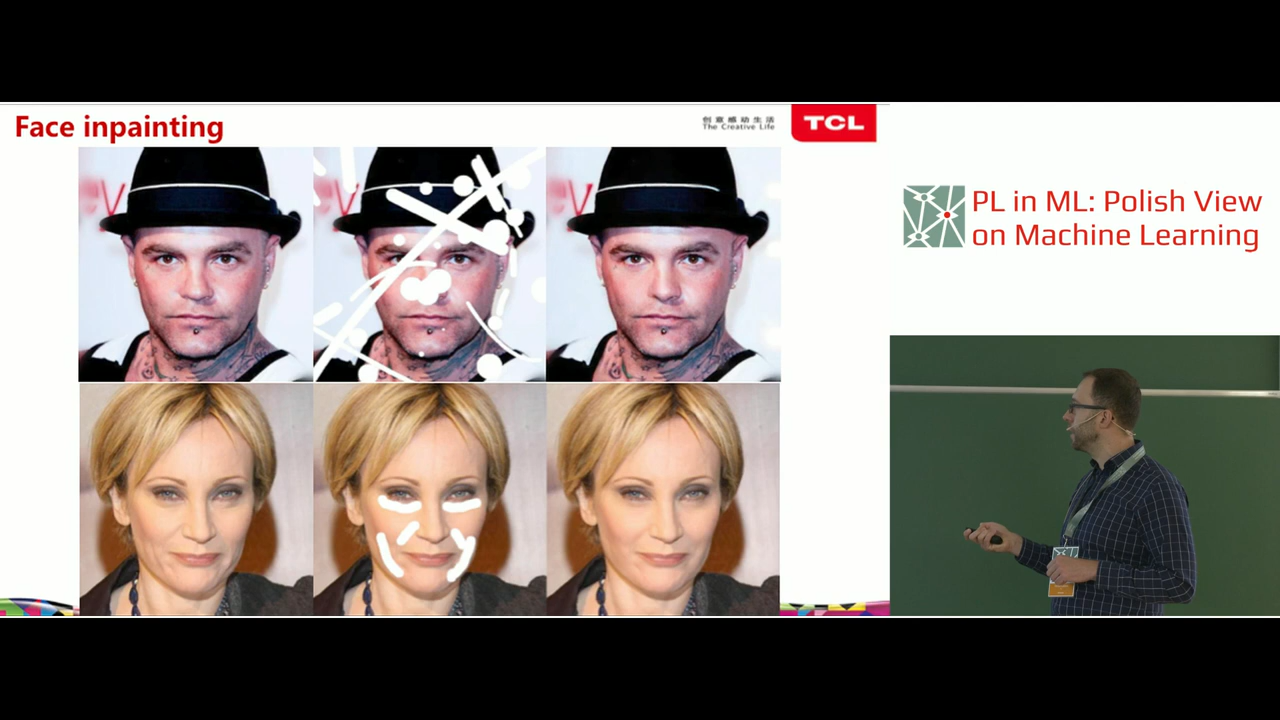 Face inpainting
创意感动生活
The Creative Life
TCL
PL in ML: Polish View
on Machine Learning